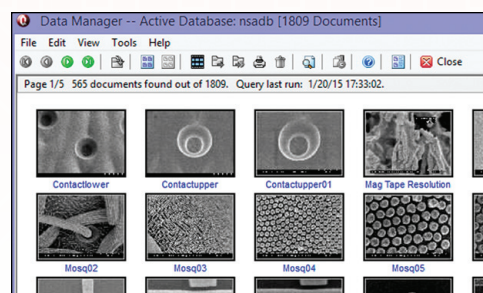 Data Manager -- Active Database: nsadb [1809 Documents]
File Edit View Tools Help
Close
Page 1/5 565 documents found out of 1809. Query last run: 1/20/15 17:33:02.
Contactlower Contactupper Contactupper01 Mag Tape Resolution
Mosq02 Mosq03 Mosq04 Mosq05